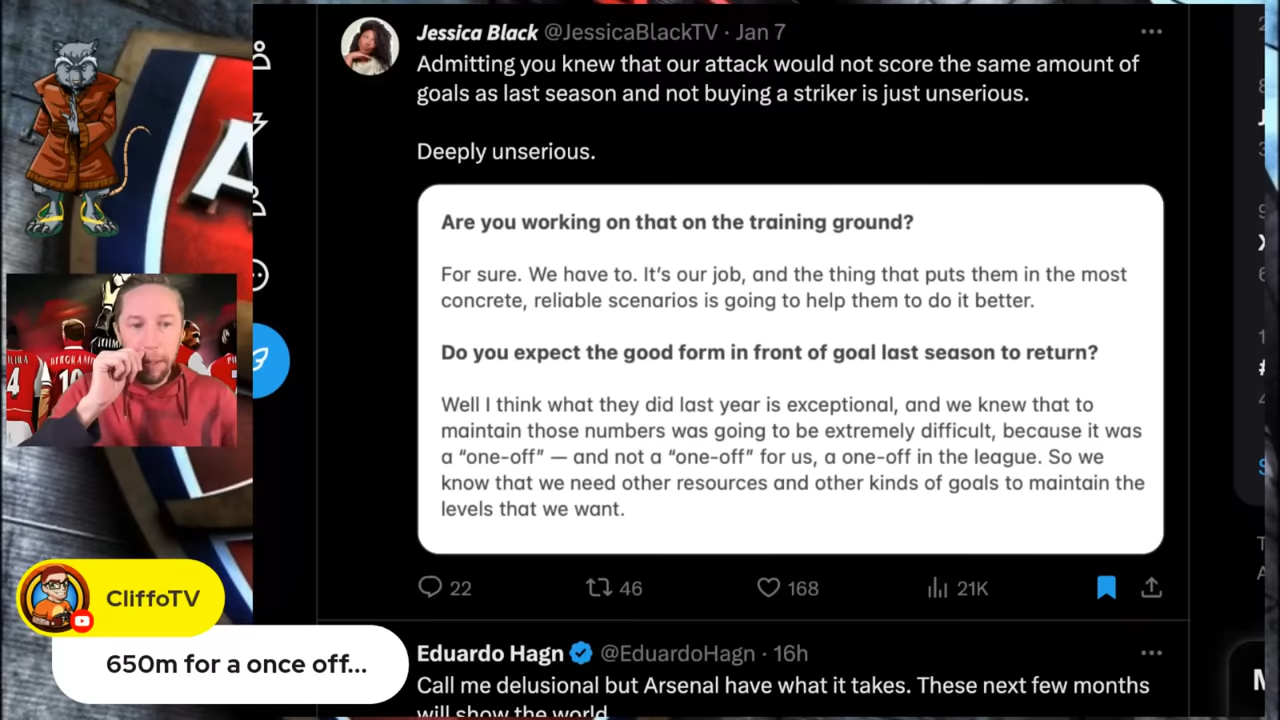 Jessica Black @JessicaBlackTV · Jan 7
Admitting you knew that our attack would not score the same amount of
goals as last season and not buying a striker is just unserious.
Deeply unserious.
Are you working on that on the training ground?
For sure. We have to. It's our job, and the thing that puts them in the most
concrete, reliable scenarios is going to help them to do it better.
Do you expect the good form in front of goal last season to return?
Well I think what they did last year is exceptional, and we knew that to
maintain those numbers was going to be extremely difficult, because it was
a “one-off” — and not a “one-off” for us, a one-off in the league. So we
know that we need other resources and other kinds of goals to maintain the
levels that we want.
22 46 168 21K
Eduardo Hagn @EduardoHagn · 16h
Call me delusional but Arsenal have what it takes. These next few months
will show the world
CliffoTV
650m for a once off...
4
10